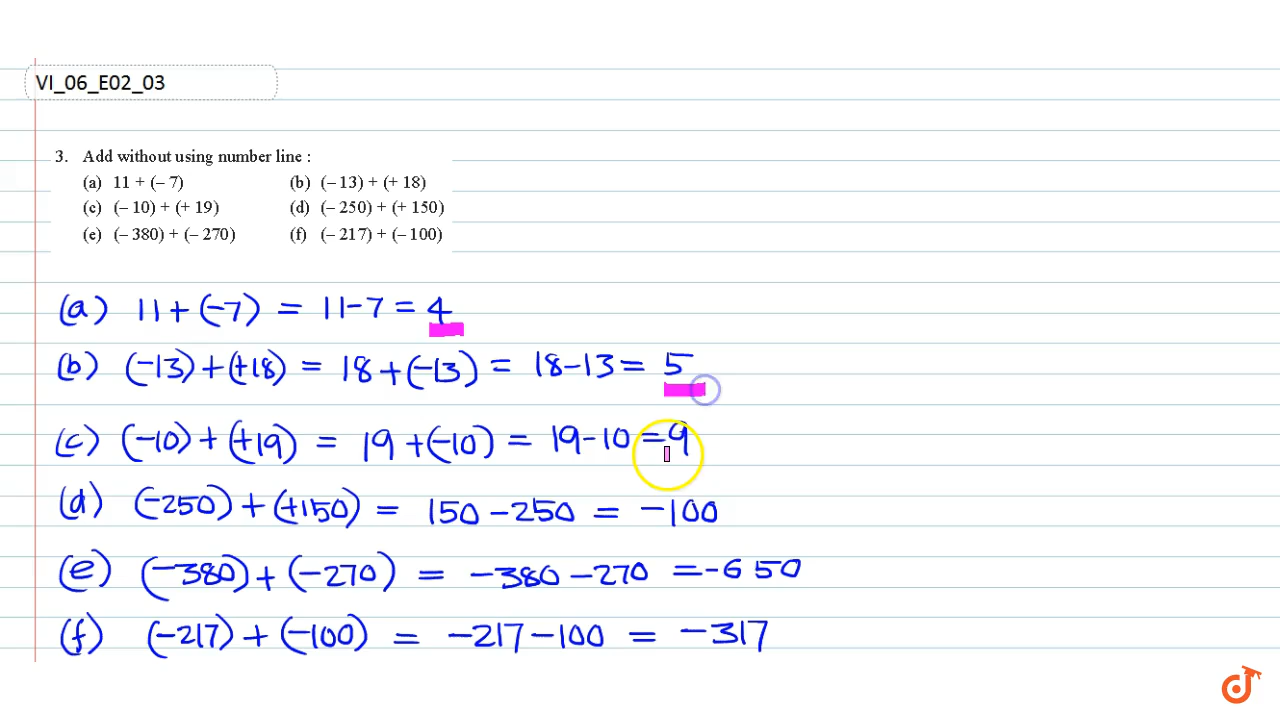 VI_06_E02_03
3. Add without using number line :
(a) 11 + (– 7) (b) (– 13) + (+ 18)
(c) (– 10) + (+ 19) (d) (– 250) + (+ 150)
(e) (– 380) + (– 270) (f) (– 217) + (– 100)
(a) 11 + (-7) = 11 - 7 = 4
(b) (-13) + (+18) = 18 + (-13) = 18 - 13 = 5
(c) (-10) + (+19) = 19 + (-10) = 19 - 10 = 9
(d) (-250) + (+150) = 150 - 250 = -100
(e) (-380) + (-270) = -380 - 270 = -650
(f) (-217) + (-100) = -217 - 100 = -317